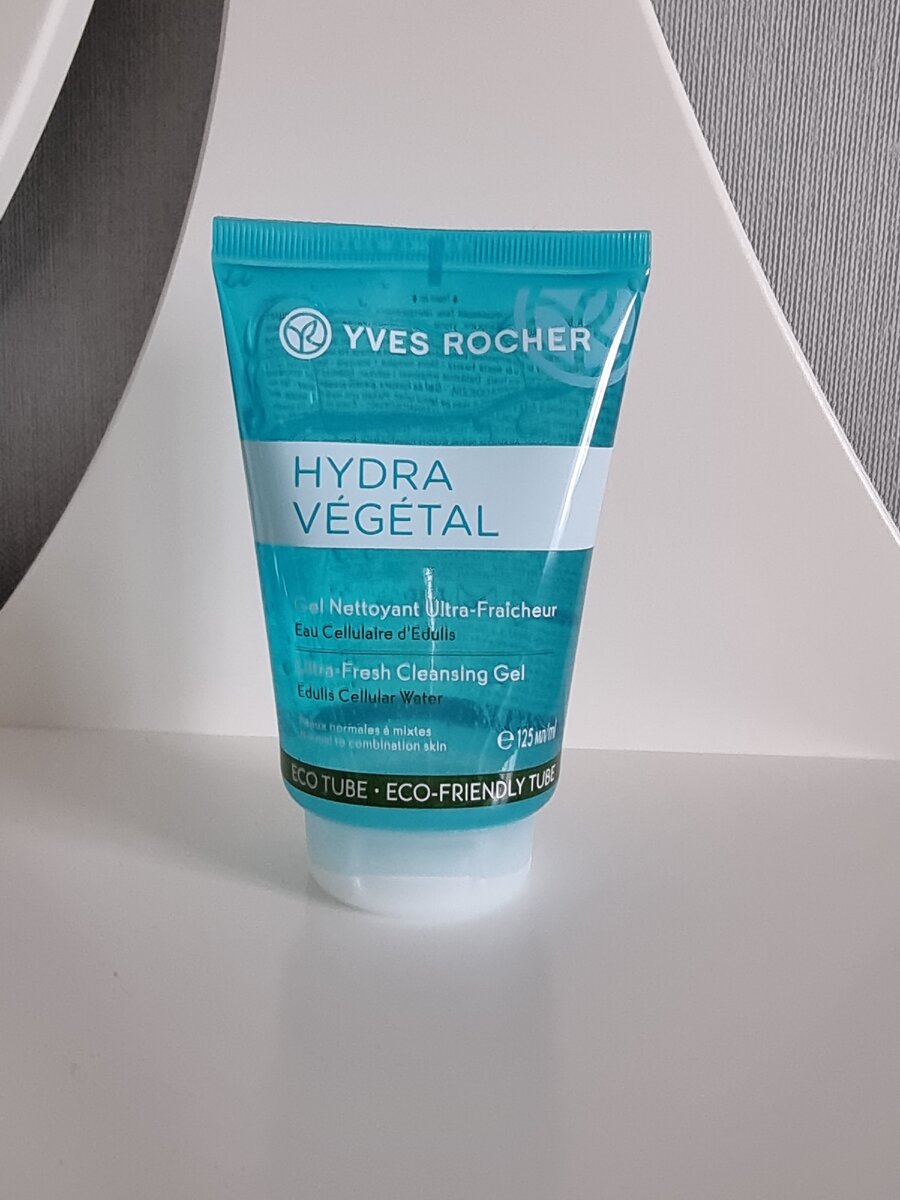 YVES ROCHER
HYDRA
VÉGÉTAL
Gel Nettoyant Ultra-Fraîcheur
Eau Cellulaire d'Edulis
Ultra-Fresh Cleansing Gel
Edulis Cellular Water
Peaux normales à mixtes
Normal to combination skin
℮ 125 мл/ml
ECO TUBE • ECO-FRIENDLY TUBE